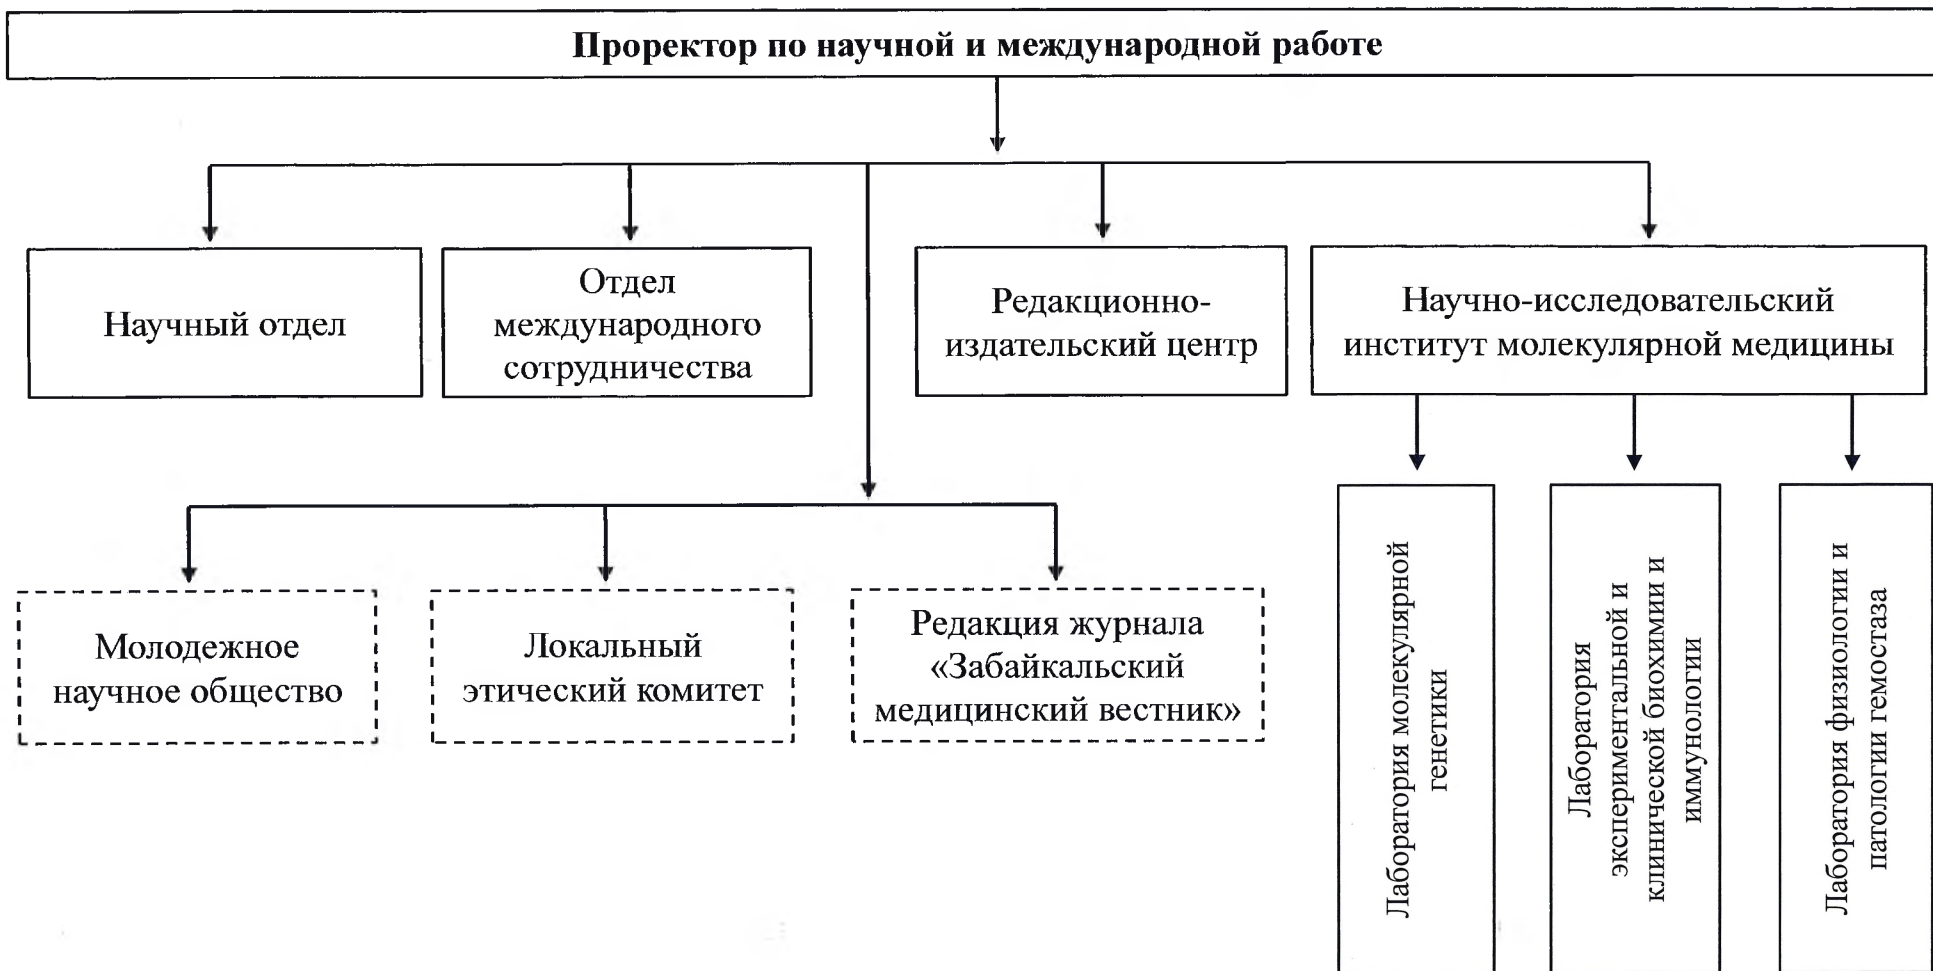 Проректор по научной и международной работе
Научный отдел
Отдел
международного
сотрудничества
Редакционно-
издательский центр
Научно-исследовательский
институт молекулярной медицины
Молодежное
научное общество
Локальный
этический комитет
Редакция журнала
«Забайкальский
медицинский вестник»
Лаборатория молекулярной
генетики
Лаборатория
экспериментальной и
клинической биохимии и
иммунологии
Лаборатория физиологии и
патологии гемостаза